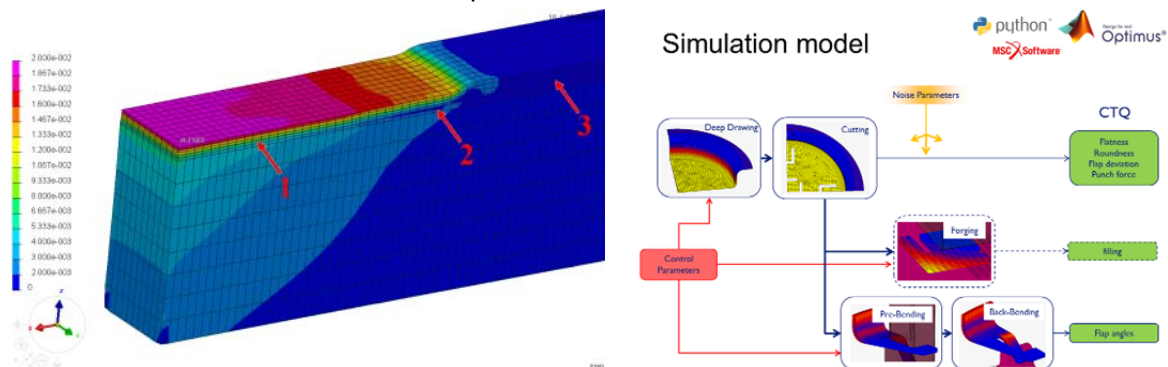 2.000e-002
1.867e-002
1.733e-002
1.600e-002
1.467e-002
1.333e-002
1.200e-002
1.067e-002
9.333e-003
8.000e-003
6.667e-003
5.333e-003
4.000e-003
2.000e-003
0
1
2
3
Simulation model
python
MSC Software
Optimus
Noise Parameters
CTQ
Deep Drawing
Cutting
Flatness
Roundness
Flap deviation
Punch force
Forging
filling
Control
Parameters
Pre-Bending
Back-Bending
Flap angles